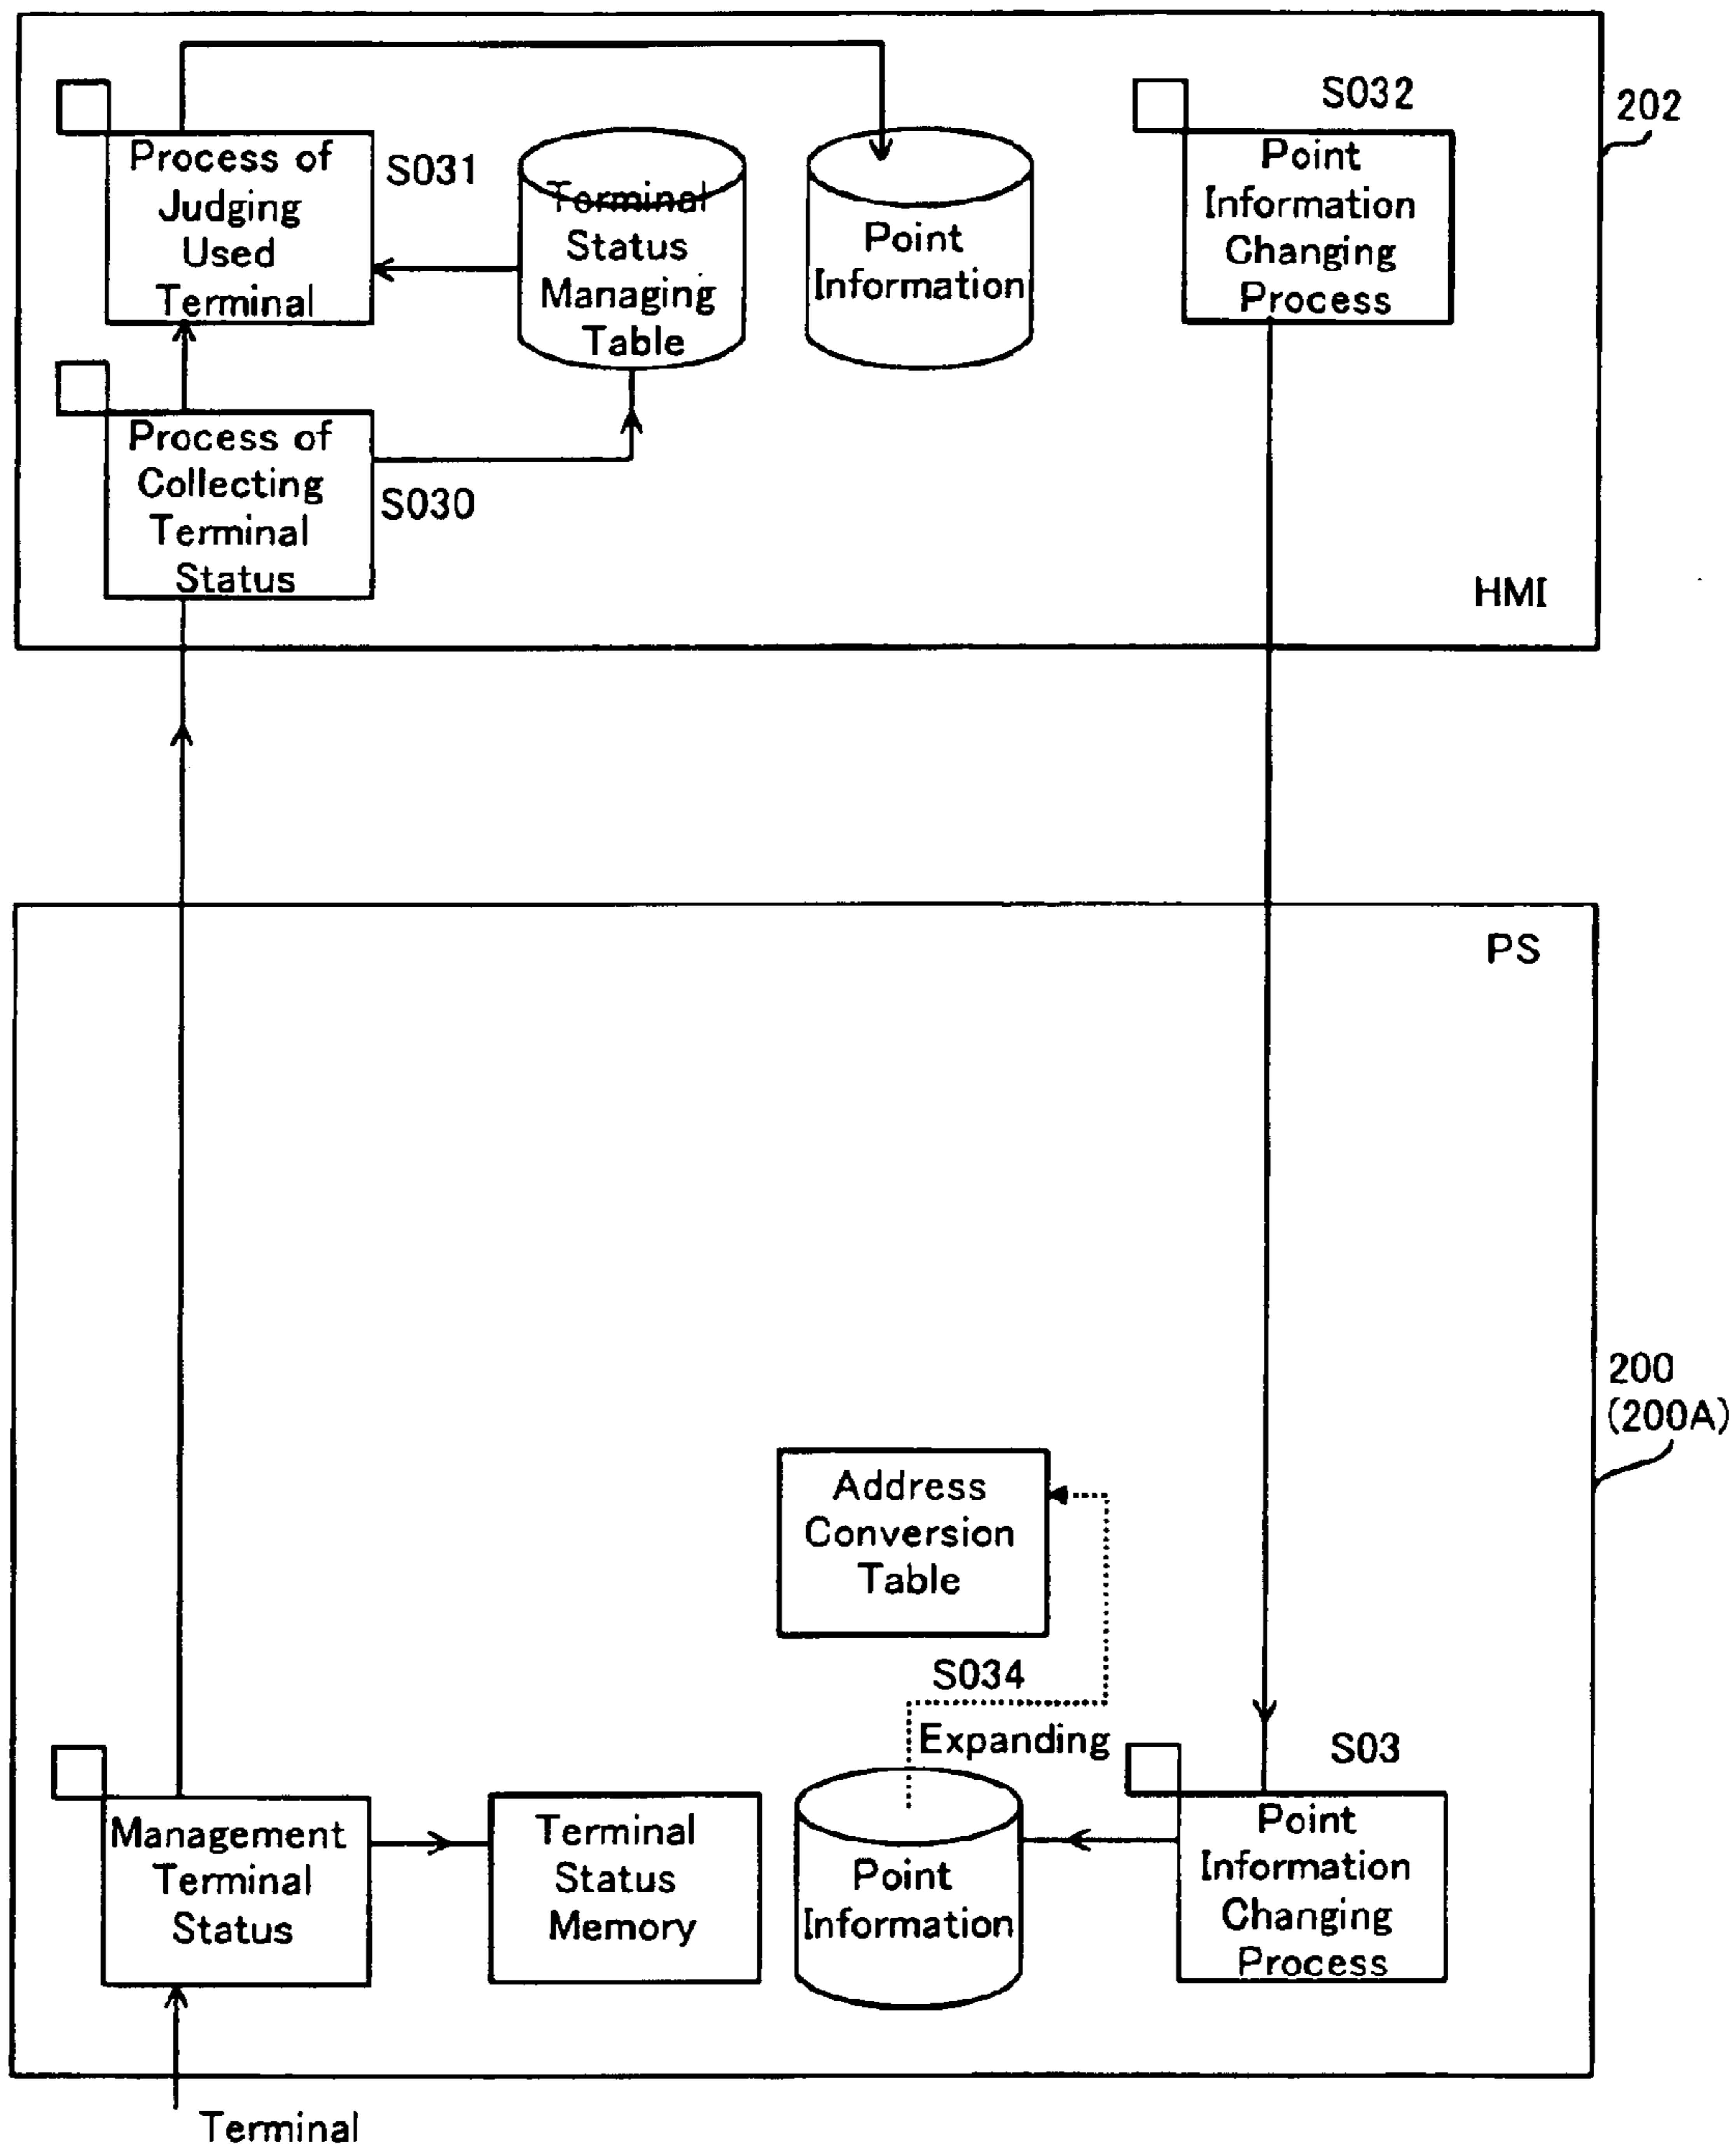 S032
202
Process of
Judging
Used
Terminal
S031
Terminal
Status
Managing
Table
Point
Information
Point
Information
Changing
Process
Process of
Collecting
Terminal
Status
S030
HMI
PS
200
(200A)
Address
Conversion
Table
S034
Expanding
S03
Management
Terminal
Status
Terminal
Status
Memory
Point
Information
Point
Information
Changing
Process
Terminal